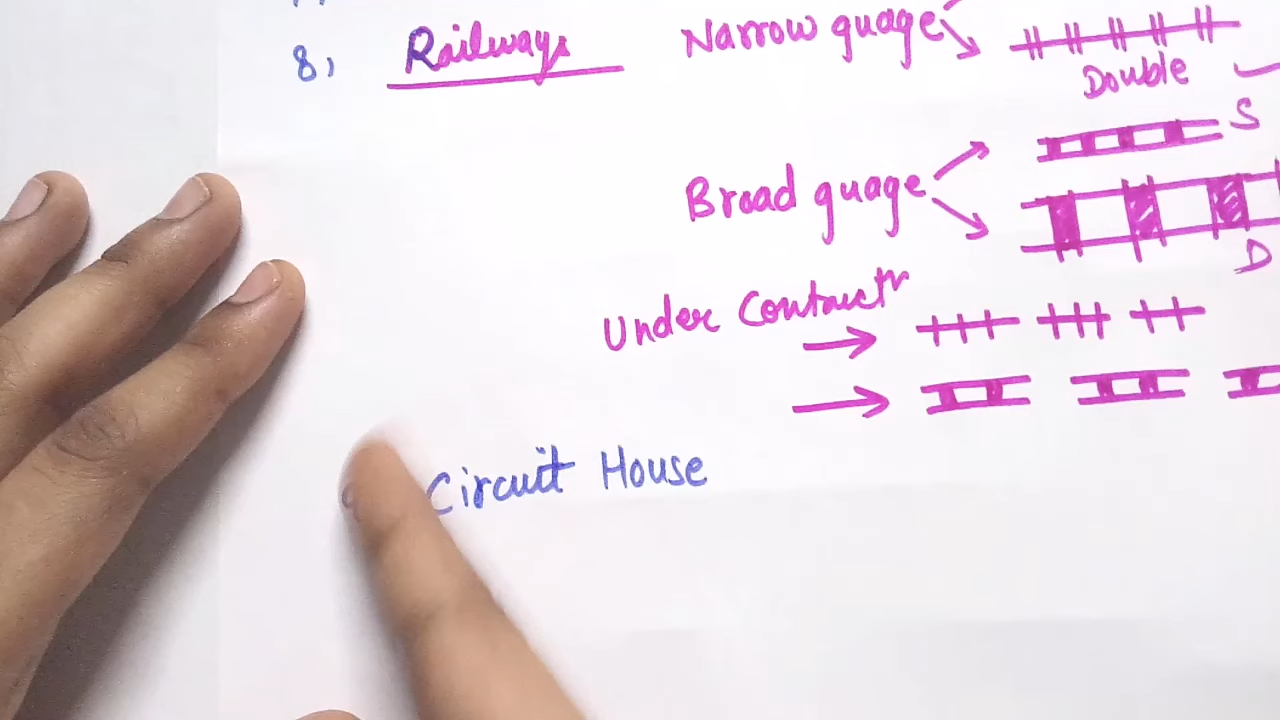 8, Railways Narrow guage
Double
S
Broad guage
D
Under Contructn
Circuit House